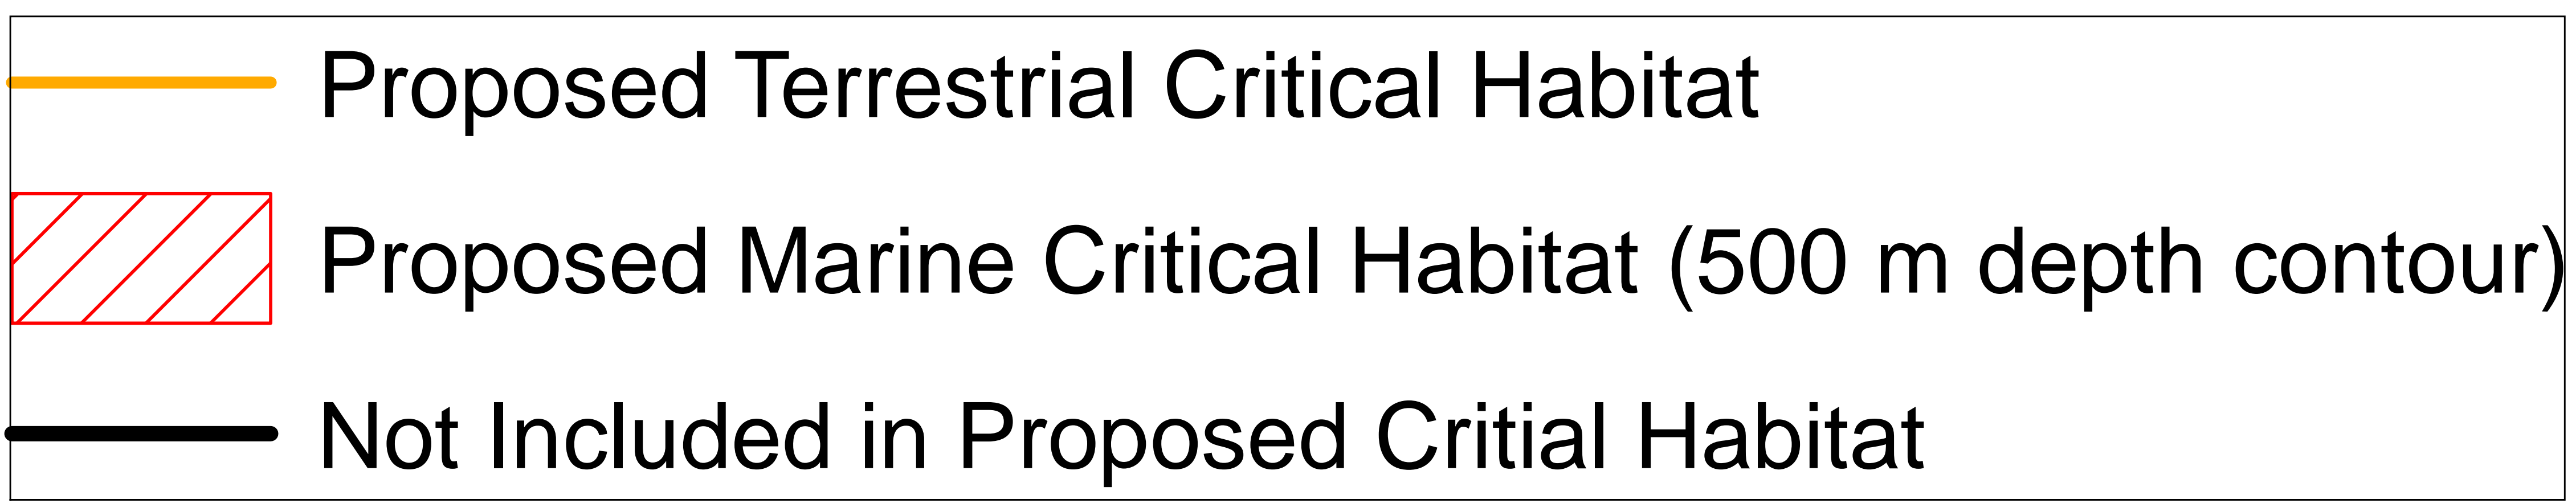 Proposed Terrestrial Critical Habitat
Proposed Marine Critical Habitat (500 m depth contour)
Not Included in Proposed Critial Habitat